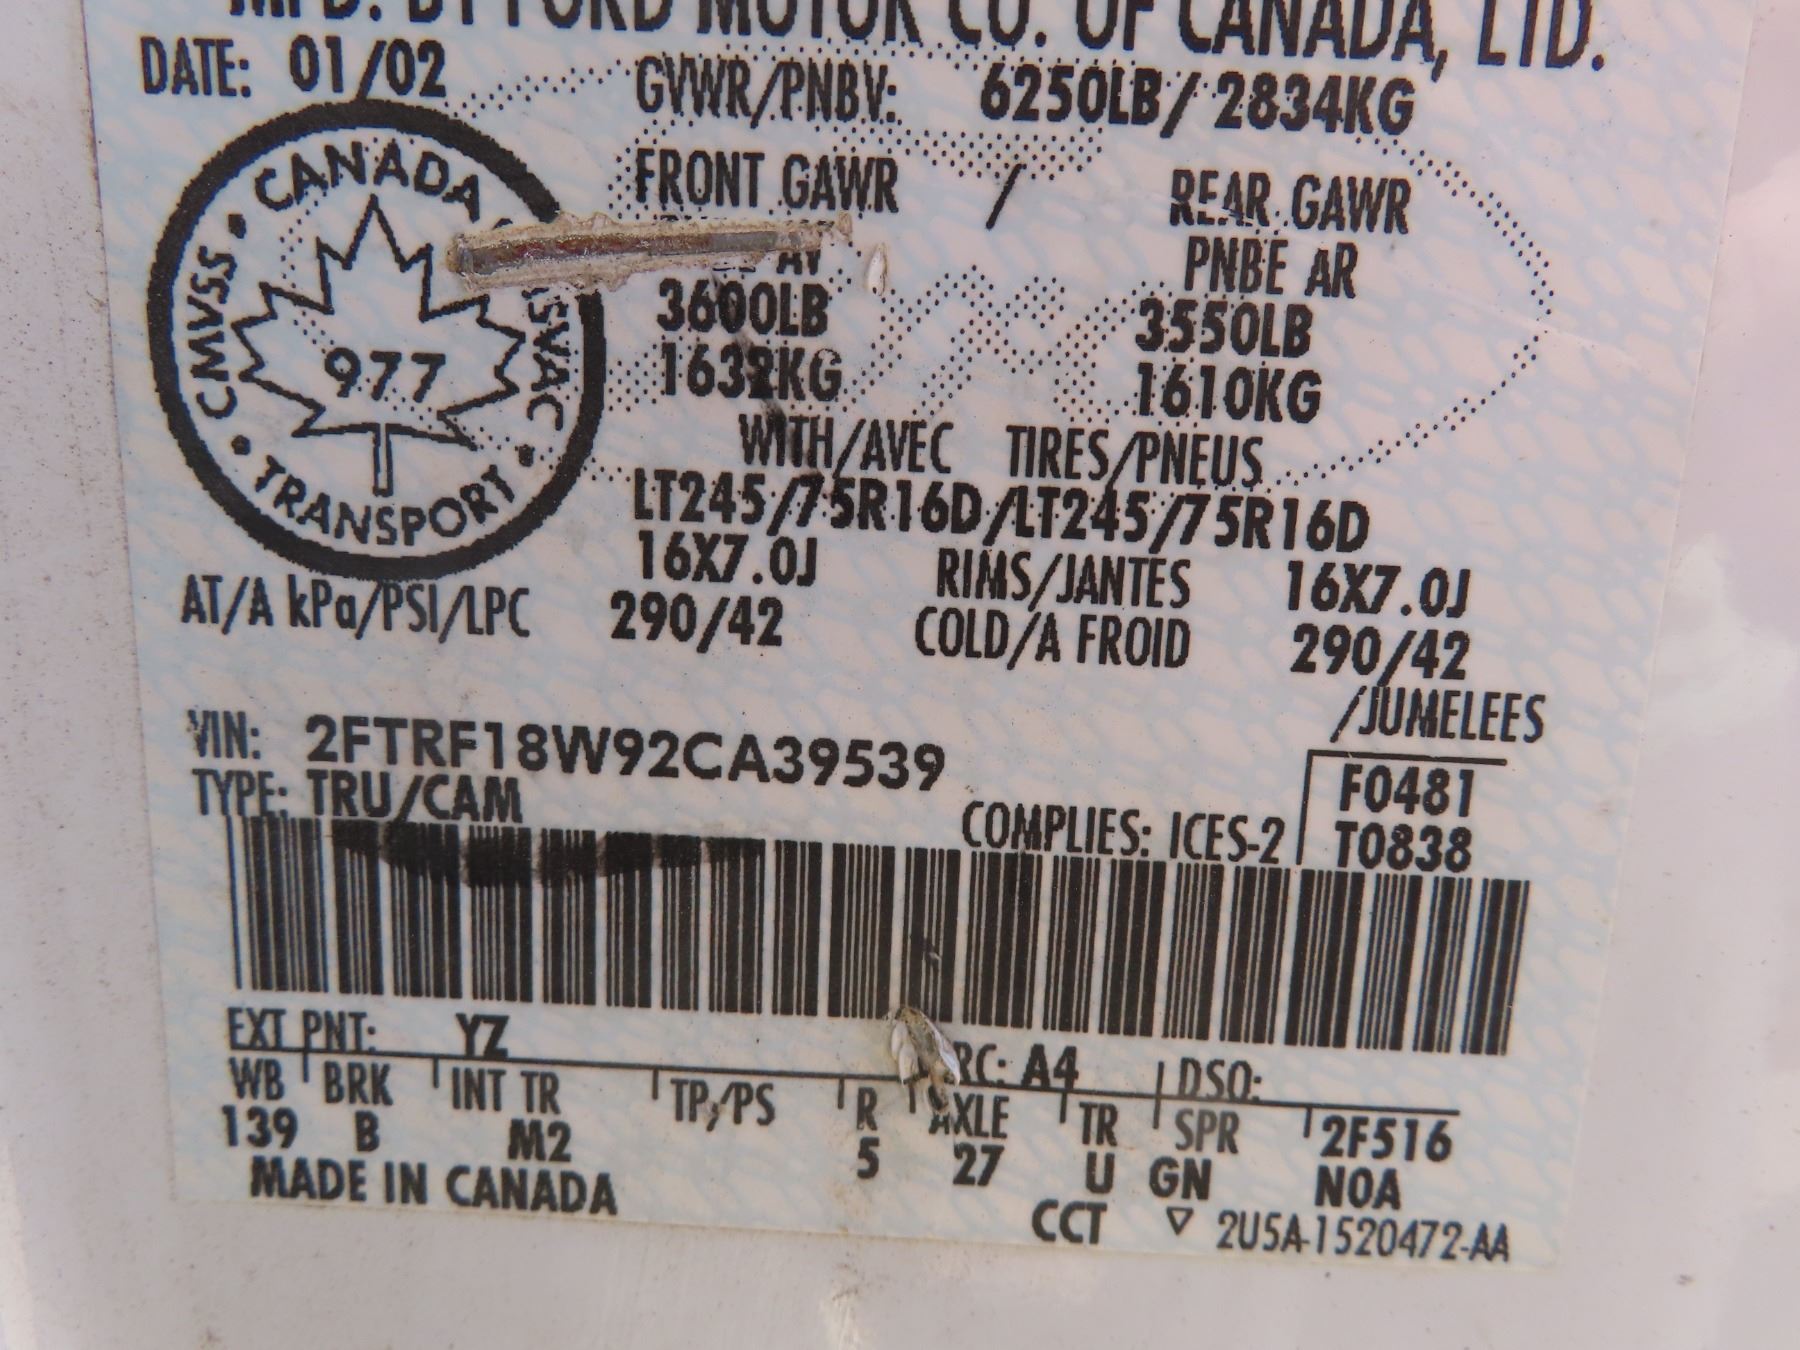 MFD. BY FORD MOTOR CO. OF CANADA, LTD.
DATE: 01/02 GVWR/PNBV: 6250LB/ 2834KG
CANADA
CMVSS
977
TRANSPORT
FRONT GAWR / REAR GAWR
AV PNBE AR
3600LB 3550LB
1632KG 1610KG
WITH/AVEC TIRES/PNEUS
LT245/75R16D/LT245/75R16D
16X7.0J RIMS/JANTES 16X7.0J
AT/A kPa/PSI/LPC 290/42 COLD/A FROID 290/42
/JUMELEES
VIN: 2FTRF18W92CA39539
TYPE: TRU/CAM
COMPLIES: ICES-2
F0481
T0838
EXT PNT: YZ RC: A4 DSO:
WB BRK INT TR TP/PS R AXLE TR SPR 2F516
139 B M2 5 27 U GN NOA
MADE IN CANADA
CCT ▽ 2U5A-1520472-AA